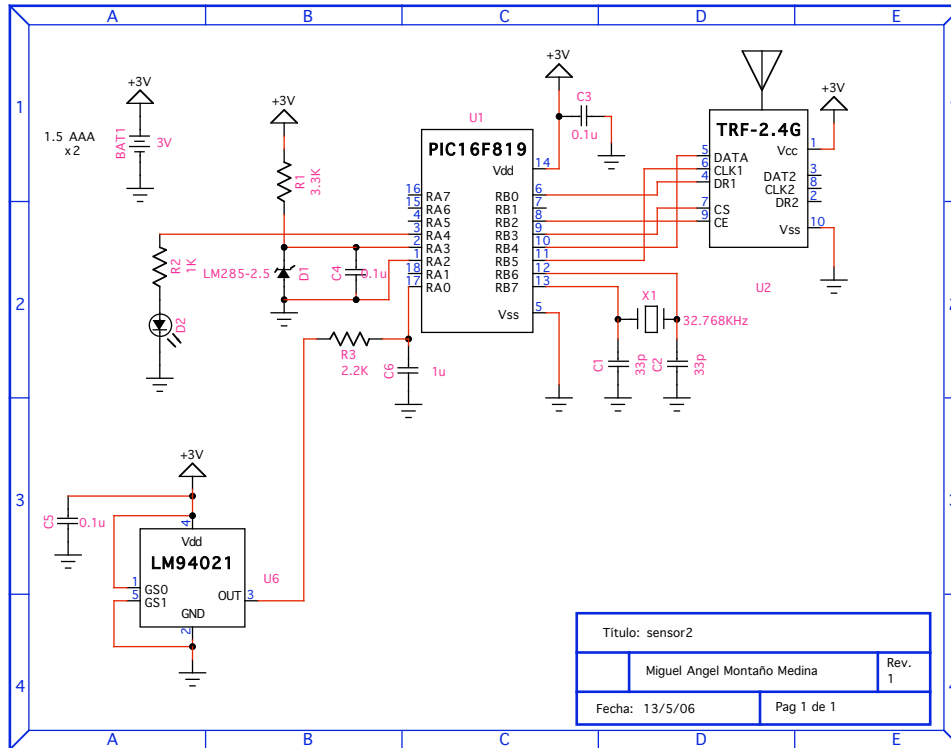 A B C D E
1
+3V
1.5 AAA
x2
BAT1
3V
+3V
R1
3.3K
+3V
C3
0.1u
U1
PIC16F819
Vdd 14
16 RA7
15 RA6
4 RA5
3 RA4
2 RA3
1 RA2
18 RA1
17 RA0
RB0 6
RB1 7
RB2 8
RB3 9
RB4 10
RB5 11
RB6 12
RB7 13
Vss 5
TRF-2.4G
+3V
Vcc 1
5 DATA
6 CLK1
4 DR1
7 CS
9 CE
DAT2 3
CLK2 8
DR2 2
Vss 10
U2
2
R2
1K
D2
LM285-2.5
D1
C4
0.1u
R3
2.2K
C6
1u
X1
32.768KHz
C1
33p
C2
33p
2
3
+3V
C5
0.1u
4
Vdd
LM94021
U6
1 GS0
5 GS1
OUT 3
GND
2
3
4
Título: sensor2
Miguel Angel Montaño Medina
Rev.
1
Fecha: 13/5/06
Pag 1 de 1
4
A B C D E